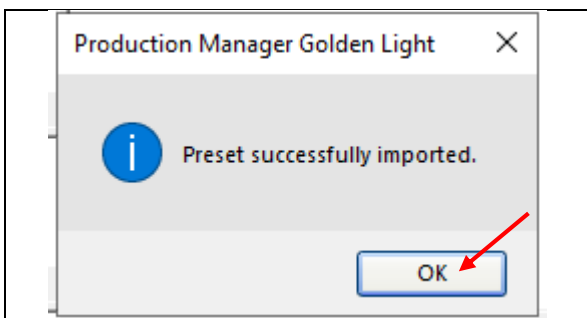 Production Manager Golden Light
Preset successfully imported.
OK